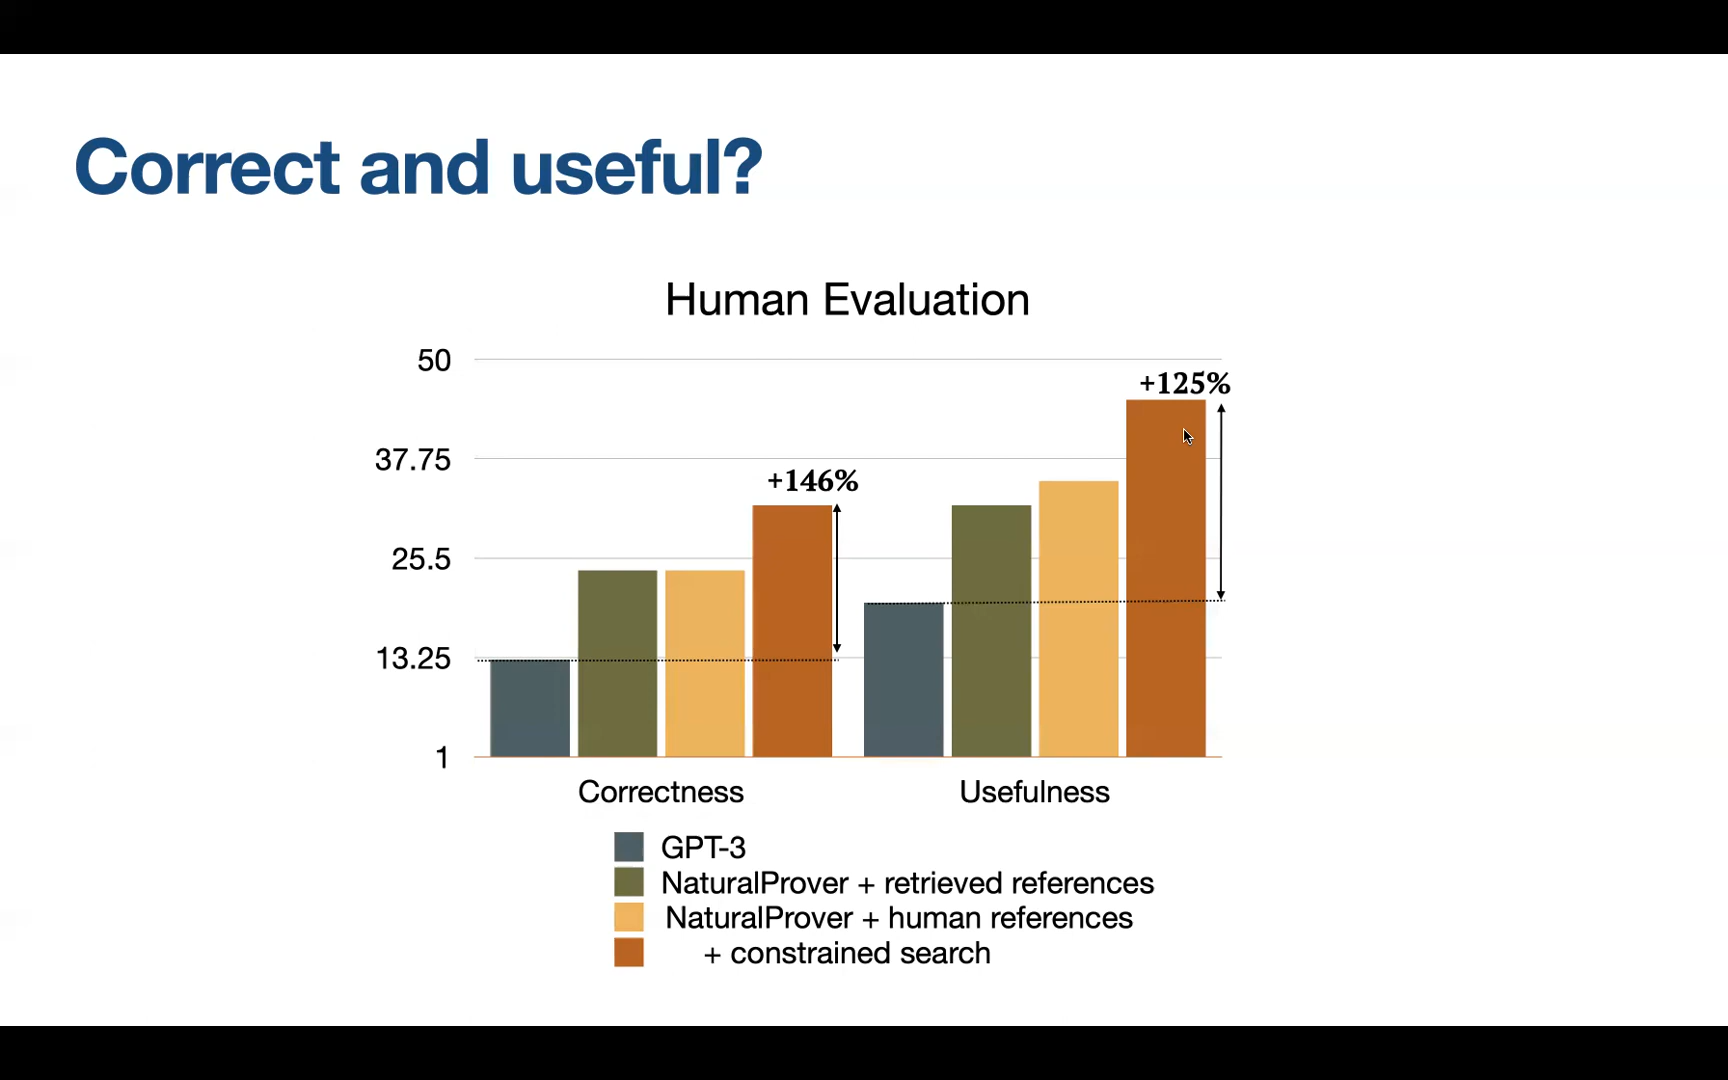 Correct and useful?
Human Evaluation
50
37.75
25.5
13.25
1
+146%
+125%
Correctness
Usefulness
GPT-3
NaturalProver + retrieved references
NaturalProver + human references
+ constrained search